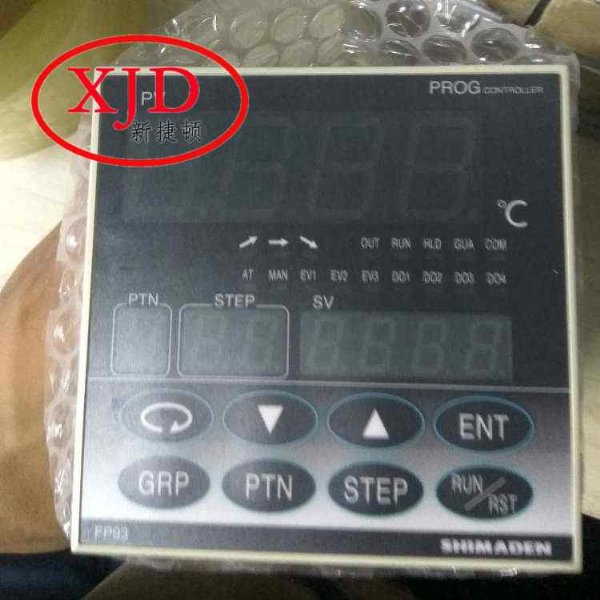 XJD
新捷顿
PV
PROG CONTROLLER
℃
OUT RUN HLD GUA COM
AT MAN EV1 EV2 EV3 DO1 DO2 DO3 DO4
PTN STEP SV
ENT
GRP PTN STEP RUN/RST
FP93
SHIMADEN